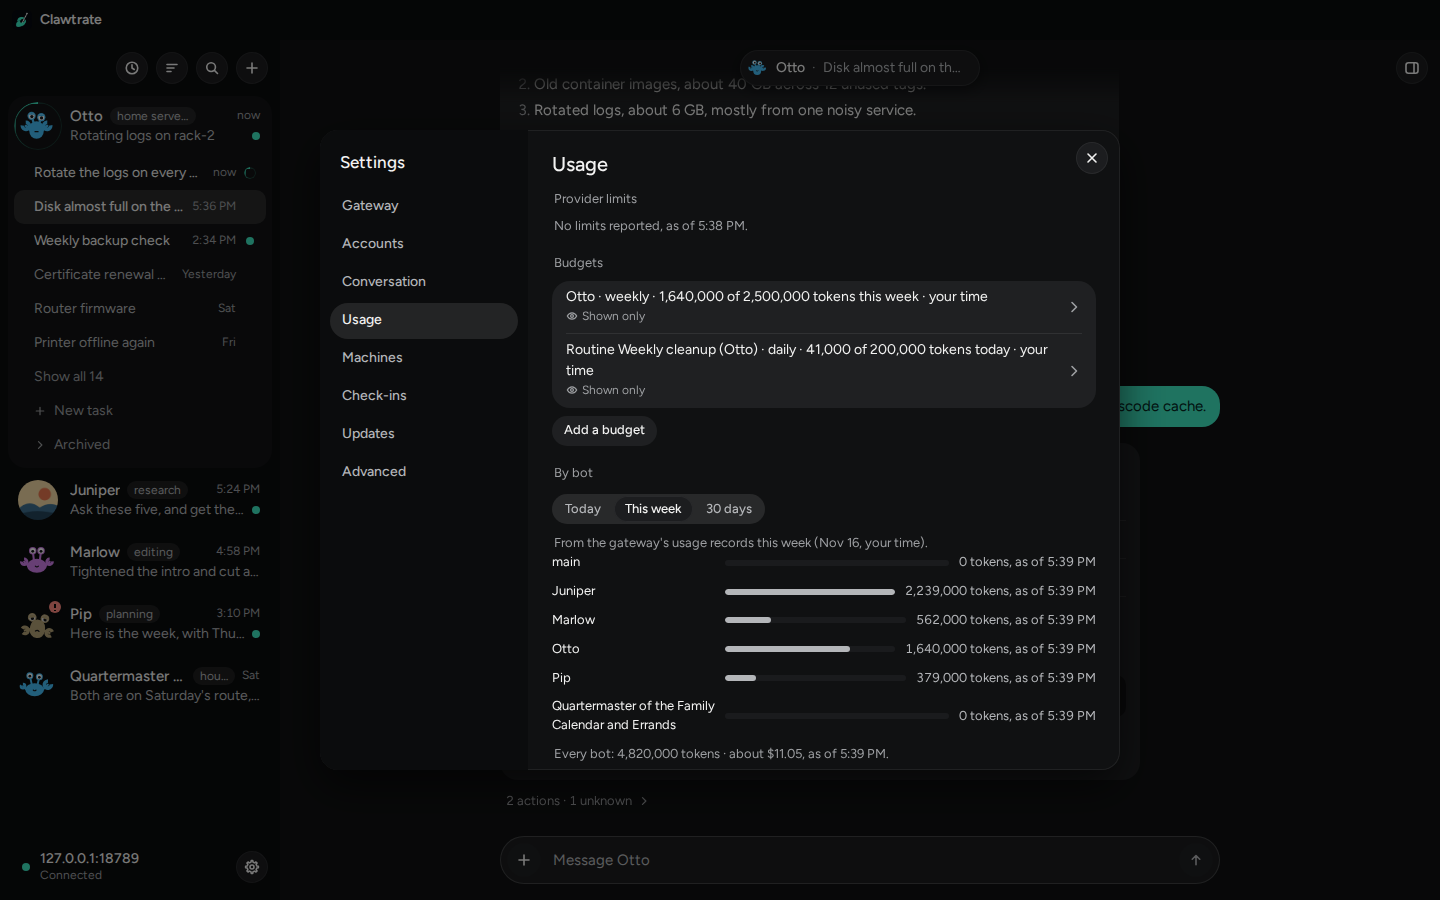 Clawtrate
Otto · Disk almost full on th...
2. Old container images, about 40 GB across 12 unused tags.
3. Rotated logs, about 6 GB, mostly from one noisy service.
Otto home serve... now
Rotating logs on rack-2
Rotate the logs on every ... now
Disk almost full on the ... 5:36 PM
Weekly backup check 2:34 PM
Certificate renewal ... Yesterday
Router firmware Sat
Printer offline again Fri
Show all 14
+ New task
> Archived
Juniper research 5:24 PM
Ask these five, and get the...
Marlow editing 4:58 PM
Tightened the intro and cut a...
Pip planning 3:10 PM
Here is the week, with Thu...
Quartermaster ... hou... Sat
Both are on Saturday's route,...
127.0.0.1:18789
Connected
Settings
Gateway
Accounts
Conversation
Usage
Machines
Check-ins
Updates
Advanced
Usage
Provider limits
No limits reported, as of 5:38 PM.
Budgets
Otto · weekly · 1,640,000 of 2,500,000 tokens this week · your time
Shown only
Routine Weekly cleanup (Otto) · daily · 41,000 of 200,000 tokens today · your
time
Shown only
Add a budget
By bot
Today This week 30 days
From the gateway's usage records this week (Nov 16, your time).
main 0 tokens, as of 5:39 PM
Juniper 2,239,000 tokens, as of 5:39 PM
Marlow 562,000 tokens, as of 5:39 PM
Otto 1,640,000 tokens, as of 5:39 PM
Pip 379,000 tokens, as of 5:39 PM
Quartermaster of the Family
Calendar and Errands 0 tokens, as of 5:39 PM
Every bot: 4,820,000 tokens · about $11.05, as of 5:39 PM.
scode cache.
2 actions · 1 unknown >
Message Otto